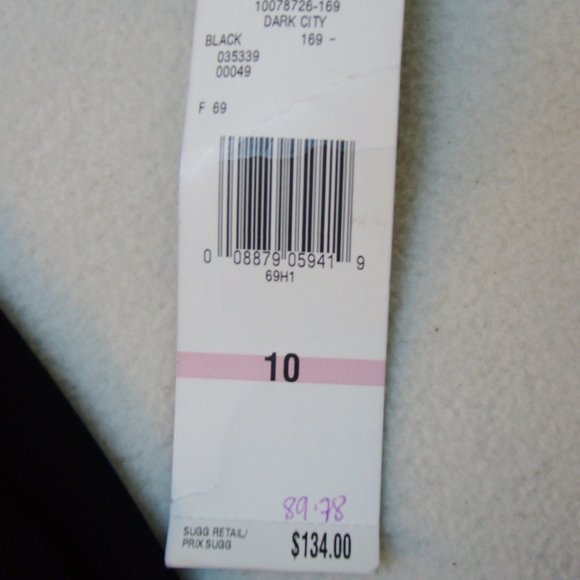 10078726-169
DARK CITY
BLACK 169 -
035339
00049
F 69
0 08879 05941 9
69H1
10
89.78
SUGG RETAIL/
PRIX SUGG
$134.00